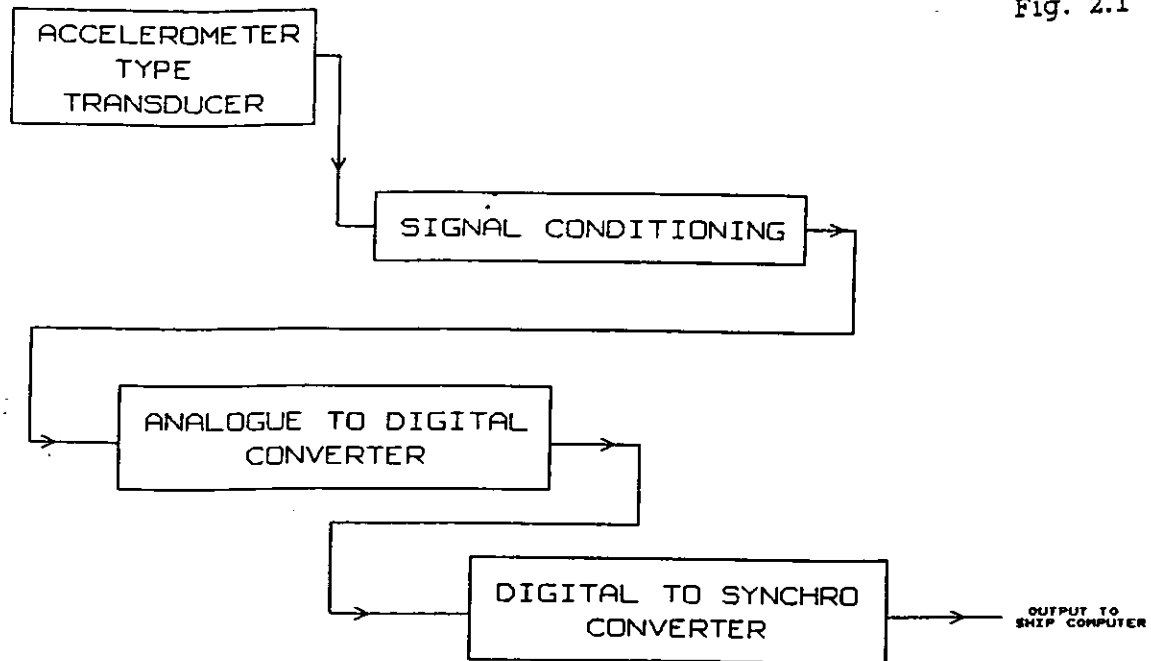 Fig. 2.1
ACCELEROMETER
TYPE
TRANSDUCER
SIGNAL CONDITIONING
ANALOGUE TO DIGITAL
CONVERTER
DIGITAL TO SYNCHRO
CONVERTER
OUTPUT TO
SHIP COMPUTER